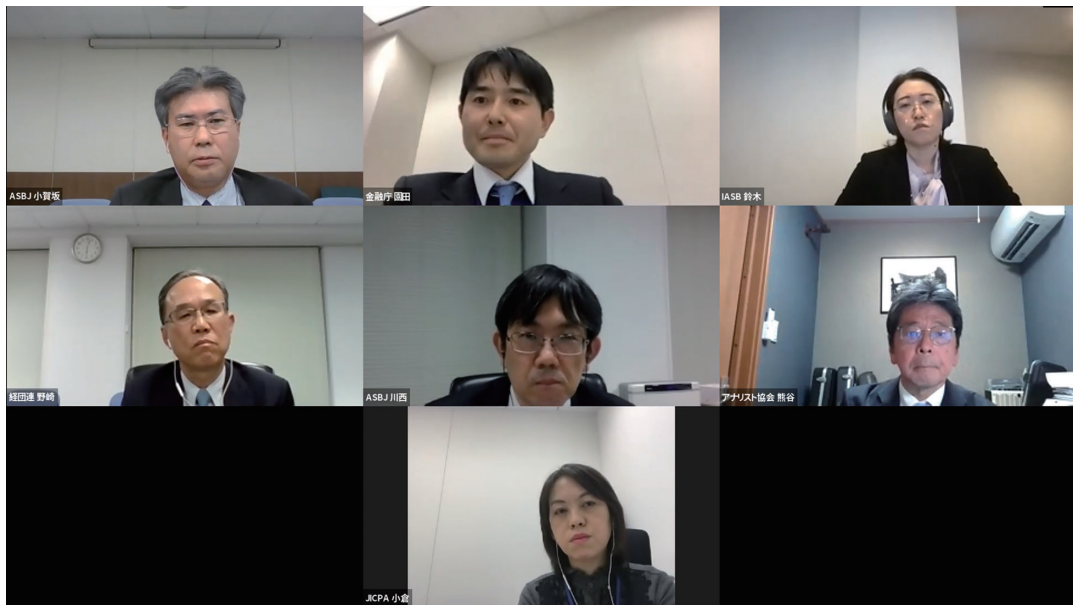 ASBJ 小賀坂
金融庁 園田
IASB 鈴木
経団連 野崎
ASBJ 川西
アナリスト協会 熊谷
JICPA 小倉